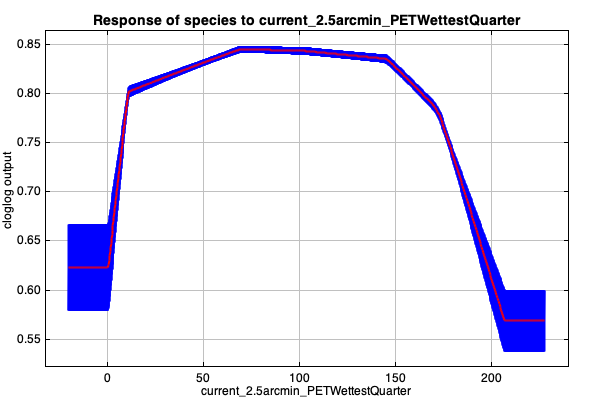 Response of species to current_2.5arcmin_PETWettestQuarter
0.85
0.80
0.75
0.70
0.65
0.60
0.55
cloglog output
0 50 100 150 200
current_2.5arcmin_PETWettestQuarter